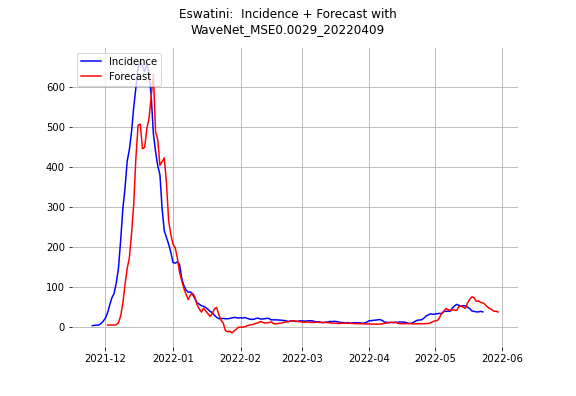 Eswatini:  Incidence + Forecast with
WaveNet_MSE0.0029_20220409
Incidence
Forecast
600
500
400
300
200
100
0
2021-12 2022-01 2022-02 2022-03 2022-04 2022-05 2022-06